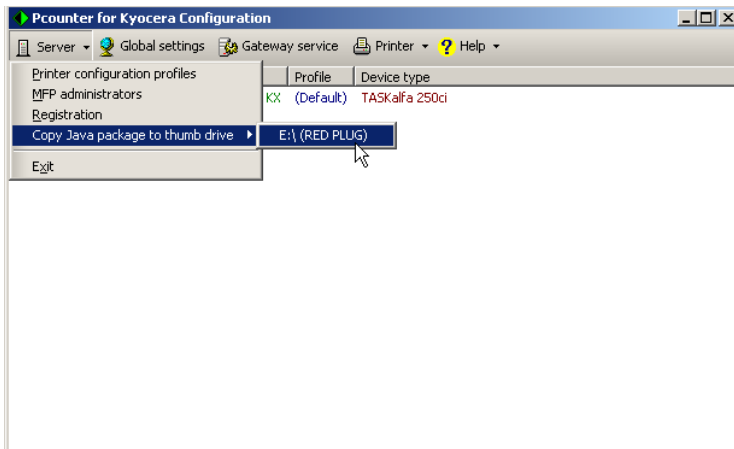 Pcounter for Kyocera Configuration
Server Global settings Gateway service Printer ? Help
Printer configuration profiles
Profile Device type
MFP administrators
KX (Default) TASKalfa 250ci
Registration
Copy Java package to thumb drive E:\ (RED PLUG)
Exit